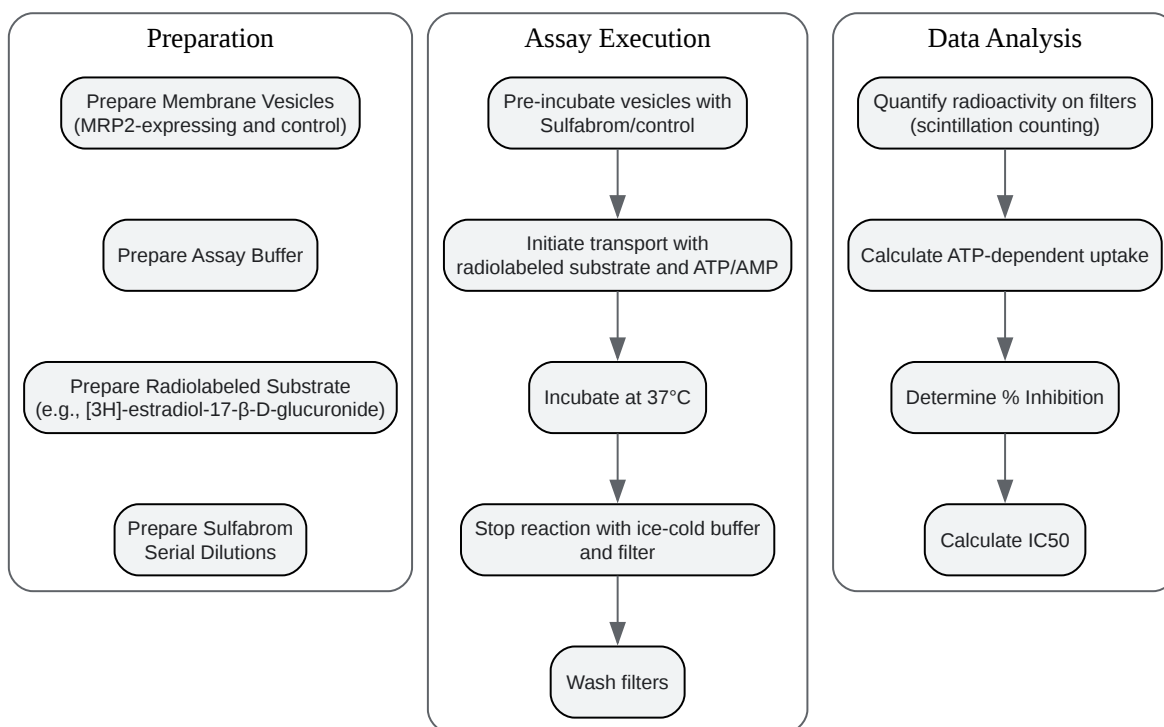 Preparation
Prepare Membrane Vesicles
(MRP2-expressing and control)
Prepare Assay Buffer
Prepare Radiolabeled Substrate
(e.g., [3H]-estradiol-17-β-D-glucuronide)
Prepare Sulfabrom
Serial Dilutions
Assay Execution
Pre-incubate vesicles with
Sulfabrom/control
Initiate transport with
radiolabeled substrate and ATP/AMP
Incubate at 37°C
Stop reaction with ice-cold buffer
and filter
Wash filters
Data Analysis
Quantify radioactivity on filters
(scintillation counting)
Calculate ATP-dependent uptake
Determine % Inhibition
Calculate IC50